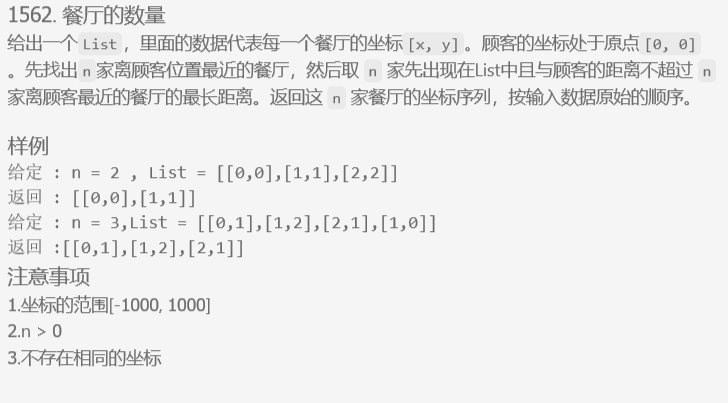 1562. 餐厅的数量
给出一个 List ，里面的数据代表每一个餐厅的坐标 [x, y] 。顾客的坐标处于原点 [0, 0]
。先找出 n 家离顾客位置最近的餐厅，然后取 n 家先出现在List中且与顾客的距离不超过 n
家离顾客最近的餐厅的最长距离。返回这 n 家餐厅的坐标序列，按输入数据原始的顺序。
样例
给定 : n = 2 , List = [[0,0],[1,1],[2,2]]
返回 : [[0,0],[1,1]]
给定 : n = 3,List = [[0,1],[1,2],[2,1],[1,0]]
返回 :[[0,1],[1,2],[2,1]]
注意事项
1.坐标的范围[-1000, 1000]
2.n > 0
3.不存在相同的坐标